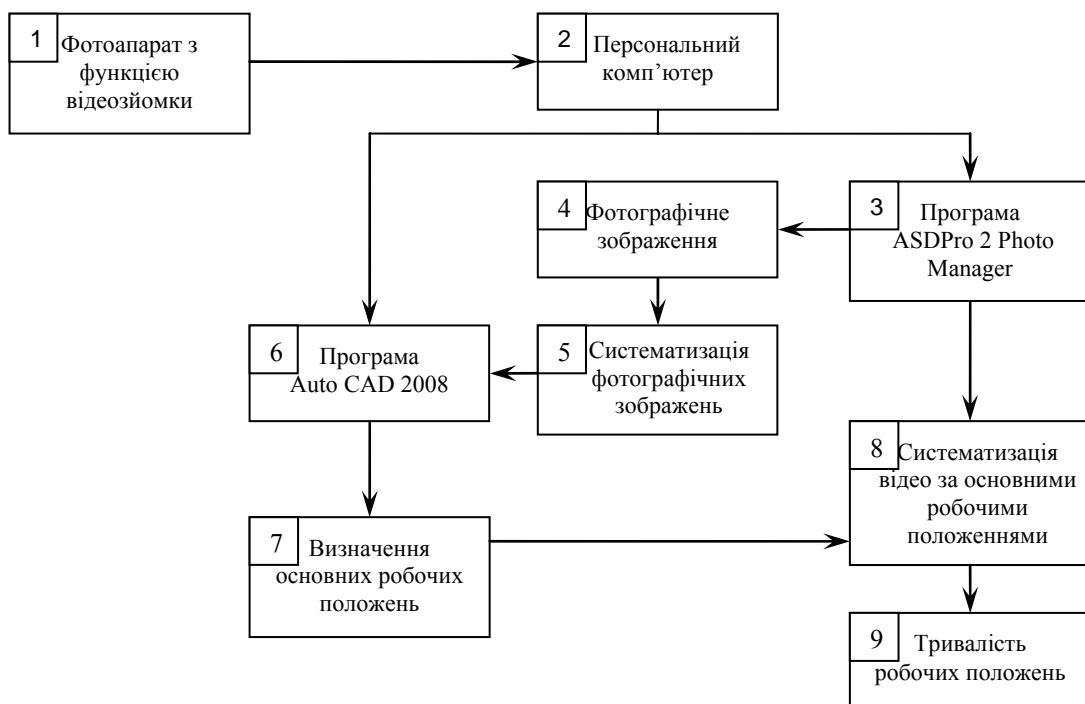 1
Фотоапарат з
функцією
відеозйомки
2
Персональний
комп’ютер
3
Програма
ASDPro 2 Photo
Manager
4
Фотографічне
зображення
5
Систематизація
фотографічних
зображень
6
Програма
Auto CAD 2008
7
Визначення
основних робочих
положень
8
Систематизація
відео за основними
робочими
положеннями
9
Тривалість
робочих положень